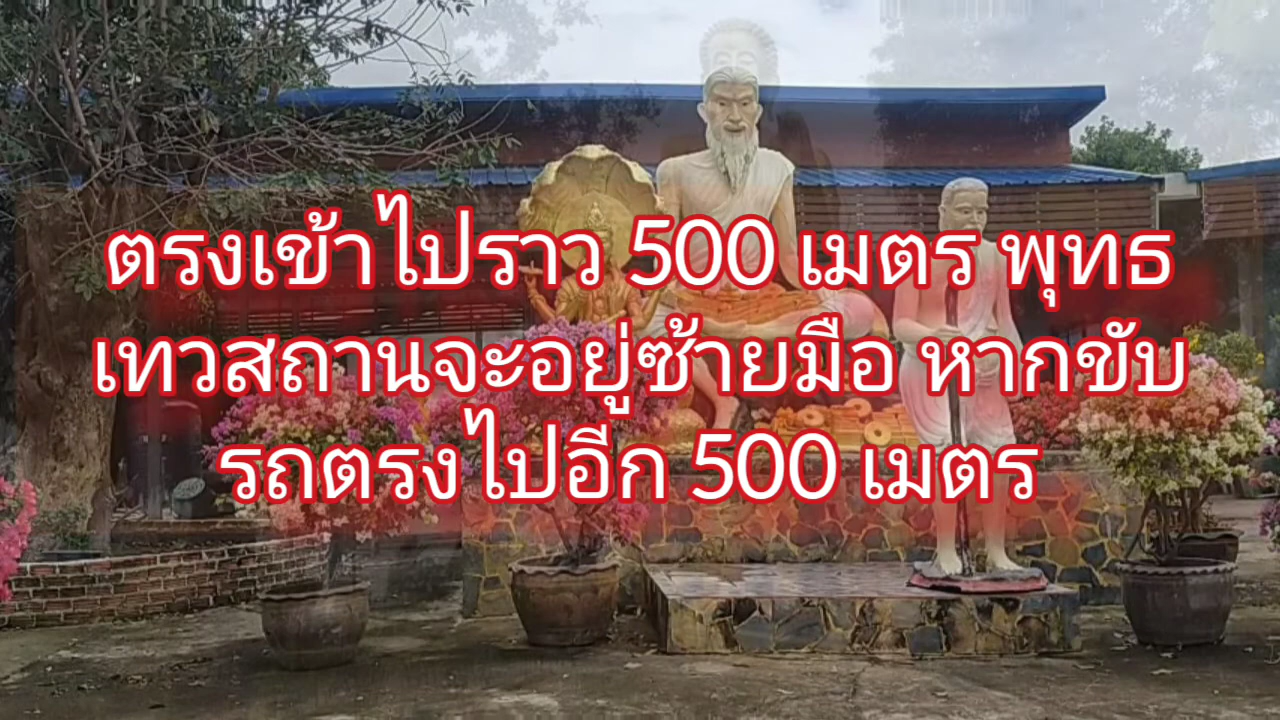 ตรงเข้าไปราว 500 เมตร พุทธ
เทวสถานจะอยู่ซ้ายมือ หากขับ
รถตรงไปอีก 500 เมตร